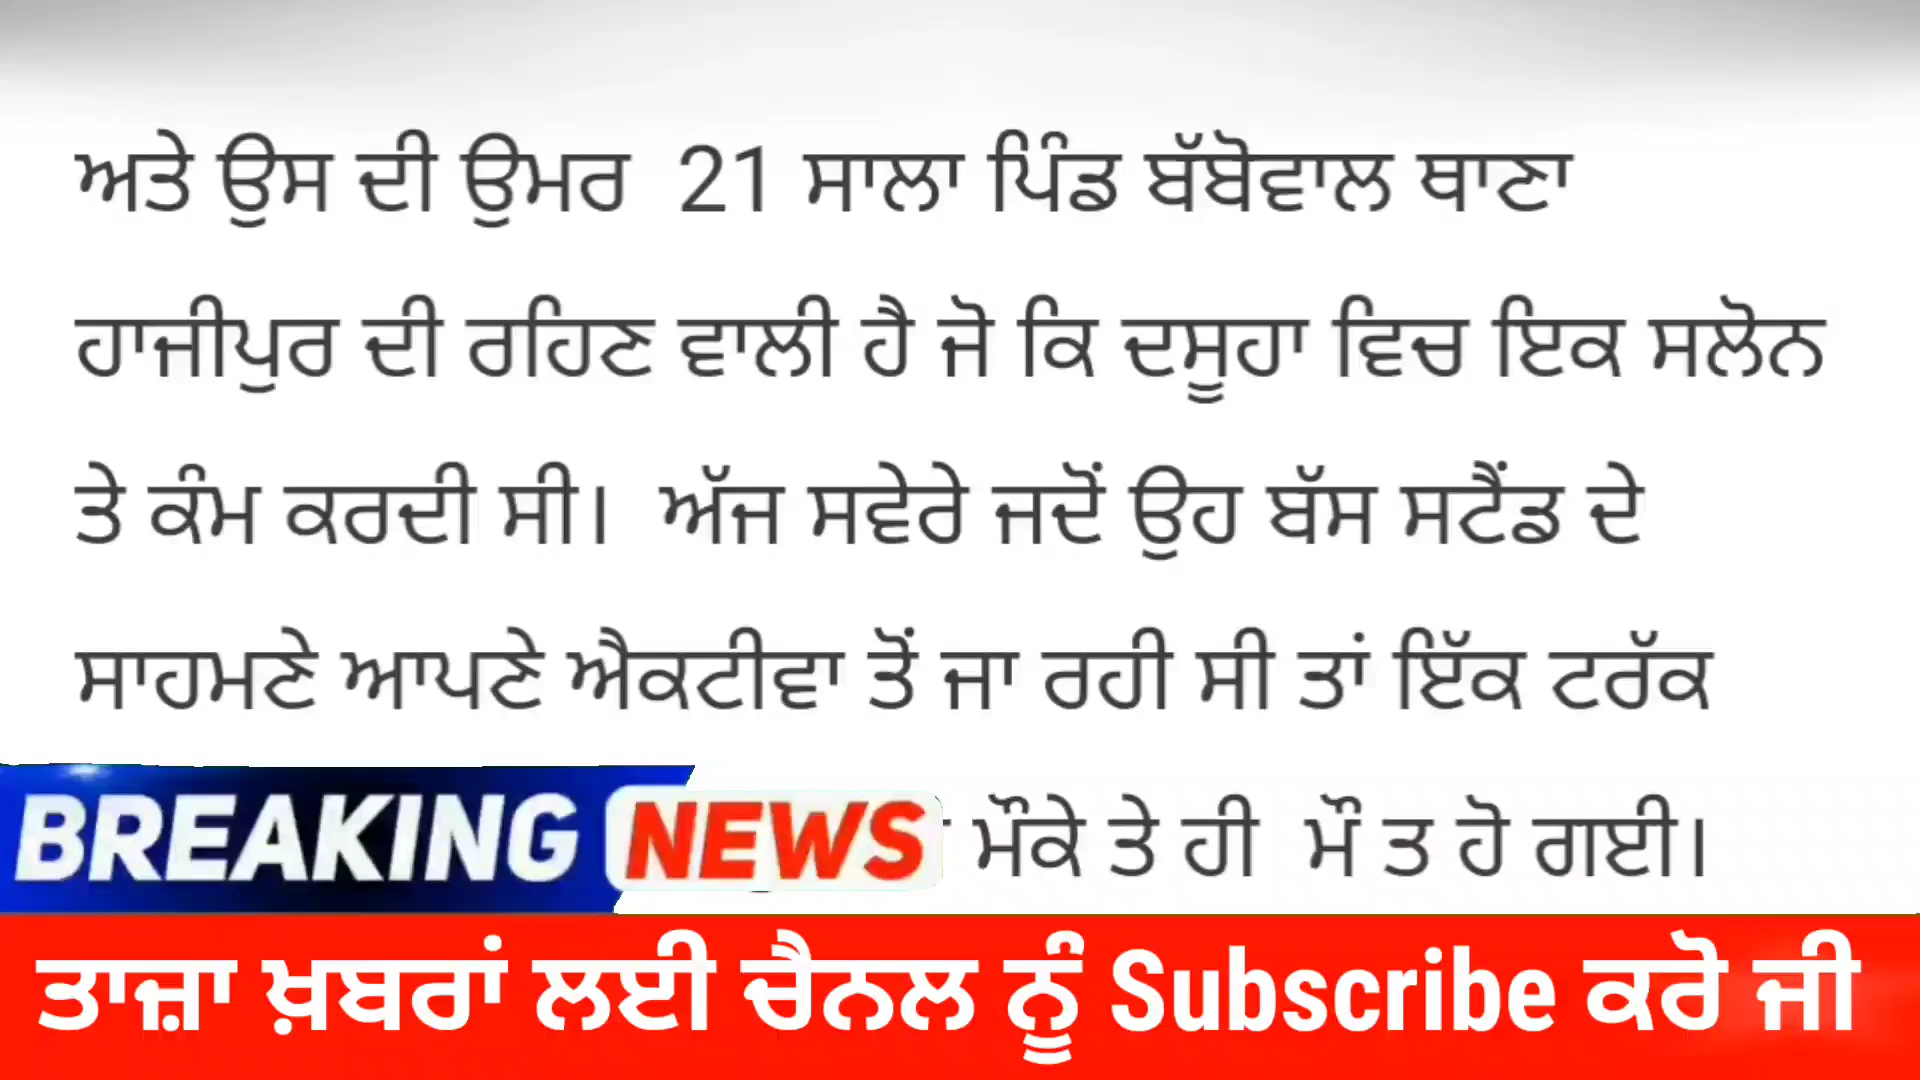 ਅਤੇ ਉਸ ਦੀ ਉਮਰ 21 ਸਾਲਾ ਪਿੰਡ ਬੱਬੋਵਾਲ ਥਾਣਾ
ਹਾਜੀਪੁਰ ਦੀ ਰਹਿਣ ਵਾਲੀ ਹੈ ਜੋ ਕਿ ਦਸੂਹਾ ਵਿਚ ਇਕ ਸਲੋਨ
ਤੇ ਕੰਮ ਕਰਦੀ ਸੀ। ਅੱਜ ਸਵੇਰੇ ਜਦੋਂ ਉਹ ਬੱਸ ਸਟੈਂਡ ਦੇ
ਸਾਹਮਣੇ ਆਪਣੇ ਐਕਟੀਵਾ ਤੋਂ ਜਾ ਰਹੀ ਸੀ ਤਾਂ ਇੱਕ ਟਰੱਕ
BREAKING NEWS ਮੌਕੇ ਤੇ ਹੀ ਮੌ ਤ ਹੋ ਗਈ।
ਤਾਜ਼ਾ ਖ਼ਬਰਾਂ ਲਈ ਚੈਨਲ ਨੂੰ Subscribe ਕਰੋ ਜੀ